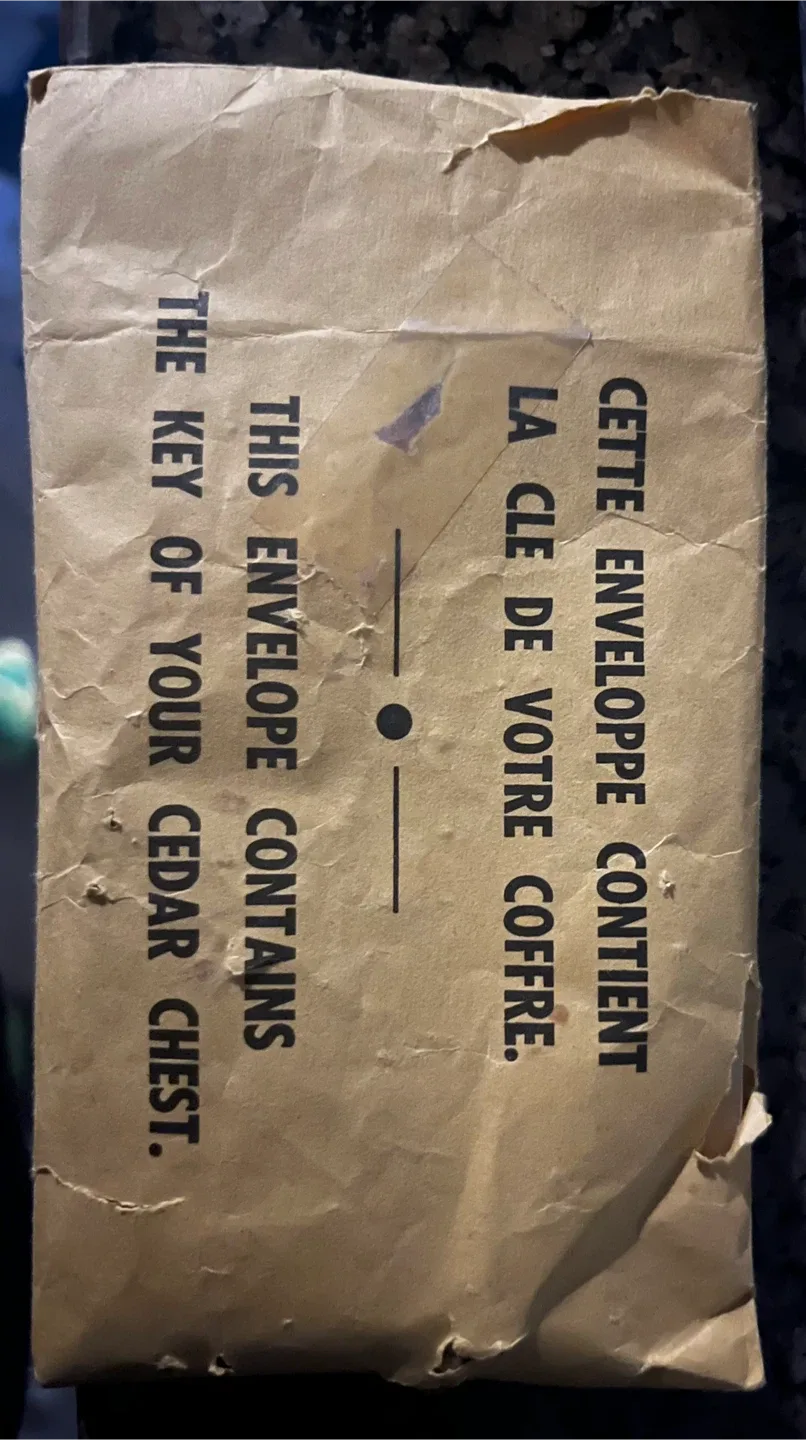 CETTE ENVELOPPE CONTIENT
LA CLE DE VOTRE COFFRE.
THIS ENVELOPE CONTAINS
THE KEY OF YOUR CEDAR CHEST.